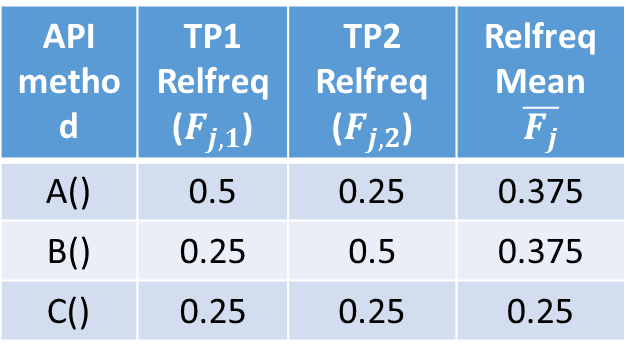 API metho d TP1 Relfreq (F_{j,1}) TP2 Relfreq (F_{j,2}) Relfreq Mean \overline{F_j}
A() 0.5 0.25 0.375
B() 0.25 0.5 0.375
C() 0.25 0.25 0.25